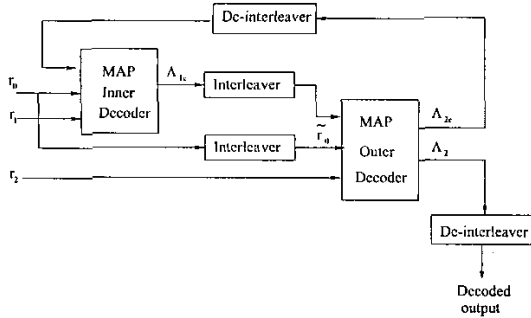 De-interleaver
MAP
Inner
Decoder
Λ1e
Interleaver
r0
r1
Interleaver
r̃0
MAP
Outer
Decoder
Λ2e
Λ2
r2
De-interleaver
Decoded
output